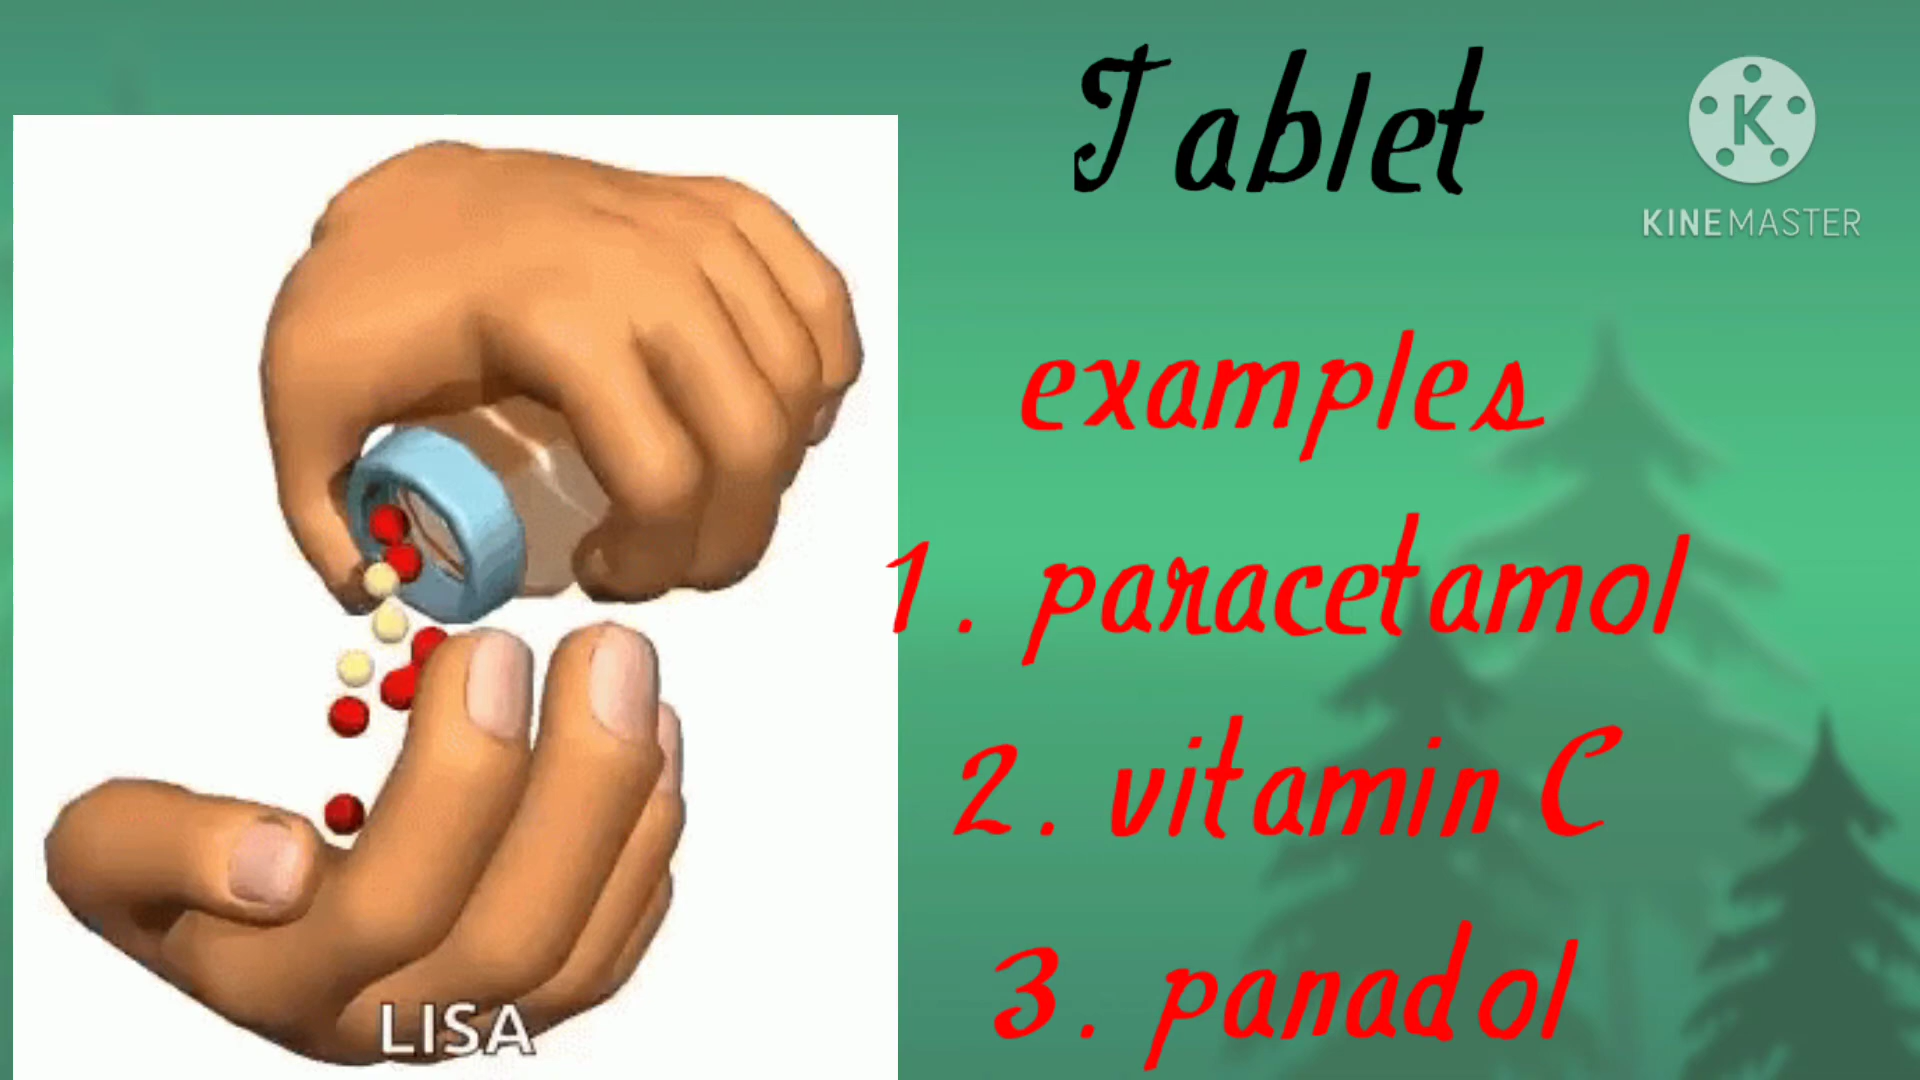 Tablet
KINEMASTER
examples
1. paracetamol
2. vitamin C
3. panadol
LISA